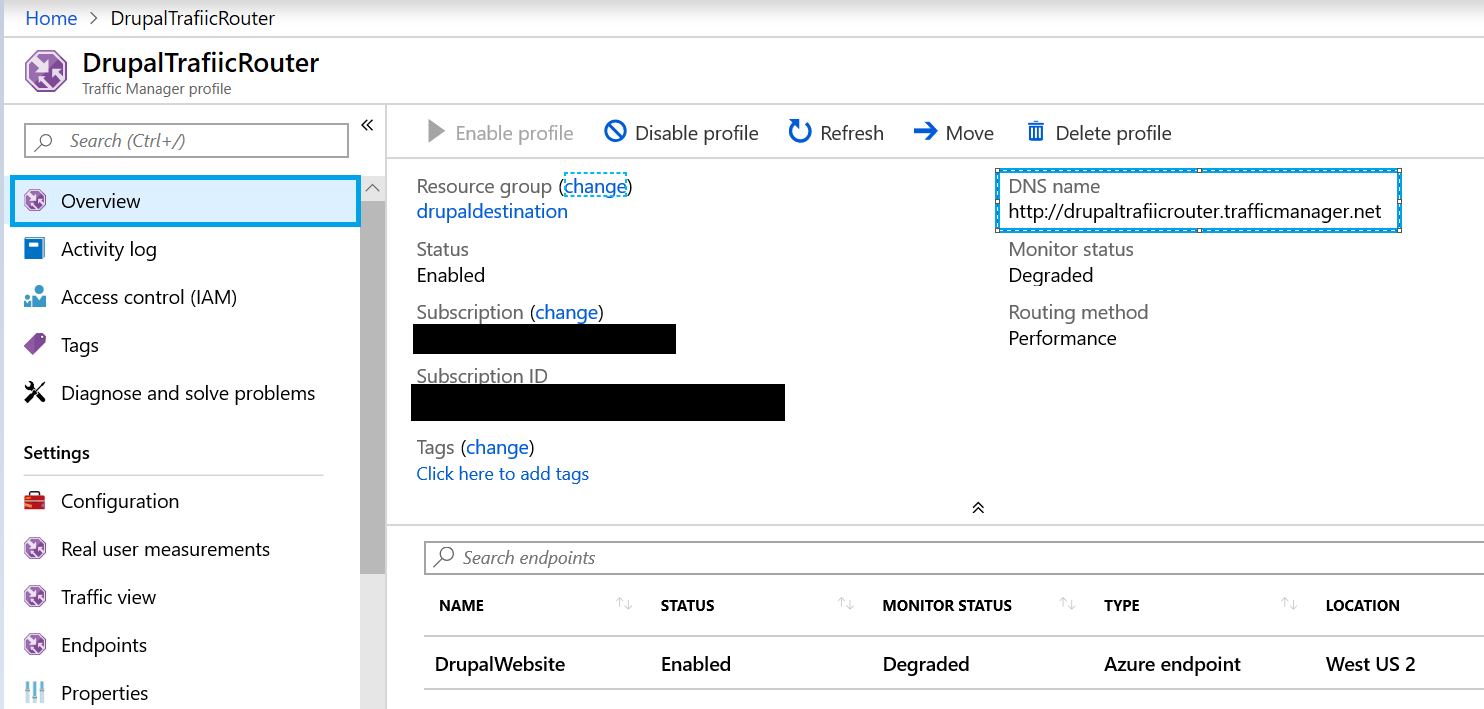 Home > DrupalTrafiicRouter
DrupalTrafiicRouter
Traffic Manager profile
Search (Ctrl+/)
«
Overview
Activity log
Access control (IAM)
Tags
Diagnose and solve problems
Settings
Configuration
Real user measurements
Traffic view
Endpoints
Properties
Enable profile Disable profile Refresh Move Delete profile
Resource group (change)
drupaldestination
Status
Enabled
Subscription (change)
Subscription ID
Tags (change)
Click here to add tags
DNS name
http://drupaltrafiicrouter.trafficmanager.net
Monitor status
Degraded
Routing method
Performance
Search endpoints
NAME STATUS MONITOR STATUS TYPE LOCATION
DrupalWebsite Enabled Degraded Azure endpoint West US 2